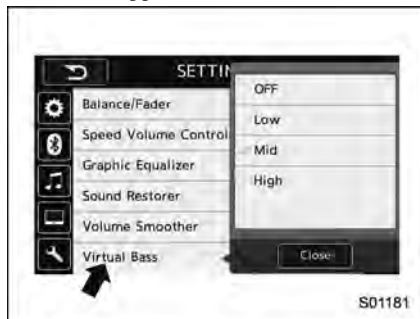 SETTIN
Balance/Fader
Speed Volume Control
Graphic Equalizer
Sound Restorer
Volume Smoother
Virtual Bass
OFF
Low
Mid
High
Close
S01181